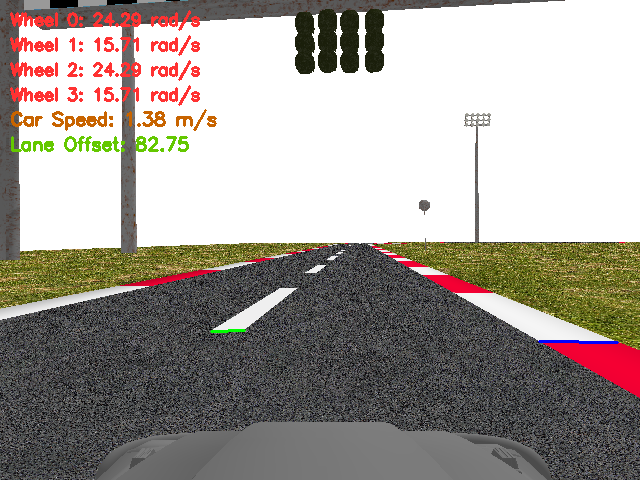 Wheel 0: 24.29 rad/s
Wheel 1: 15.71 rad/s
Wheel 2: 24.29 rad/s
Wheel 3: 15.71 rad/s
Car Speed: 1.38 m/s
Lane Offset: 82.75